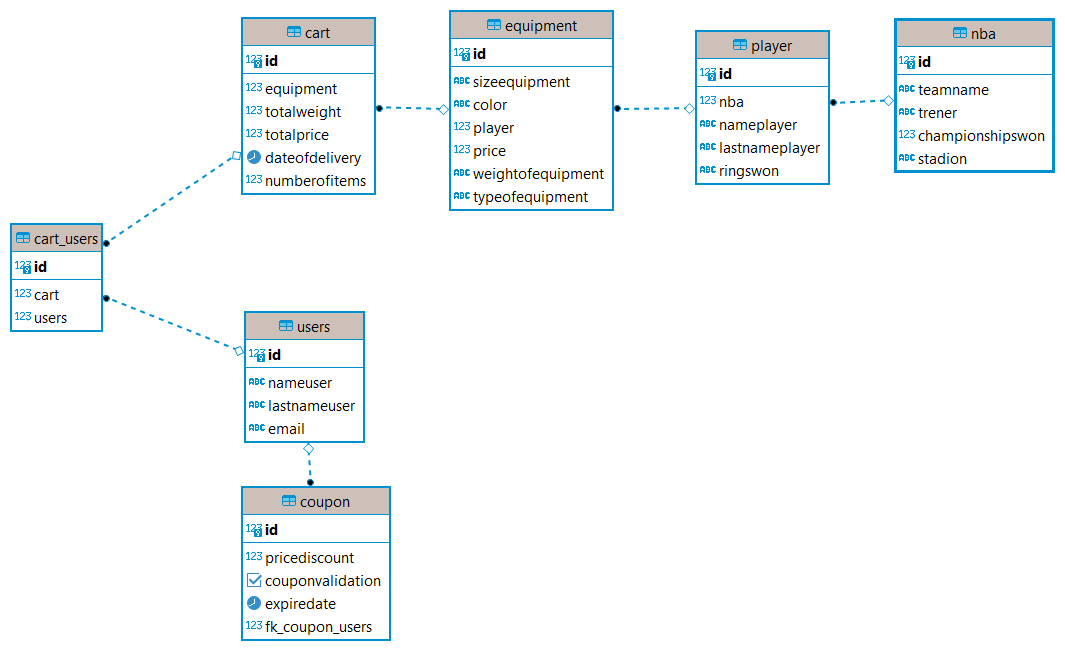 cart
123 id
123 equipment
123 totalweight
123 totalprice
dateofdelivery
123 numberofitems
equipment
123 id
ABC sizeequipment
ABC color
123 player
123 price
ABC weightofequipment
ABC typeofequipment
player
123 id
123 nba
ABC nameplayer
ABC lastnameplayer
ABC ringswon
nba
123 id
ABC teamname
ABC trener
123 championshipswon
ABC stadion
cart_users
123 id
123 cart
123 users
users
123 id
ABC nameuser
ABC lastnameuser
ABC email
coupon
123 id
123 pricediscount
couponvalidation
expiredate
123 fk_coupon_users